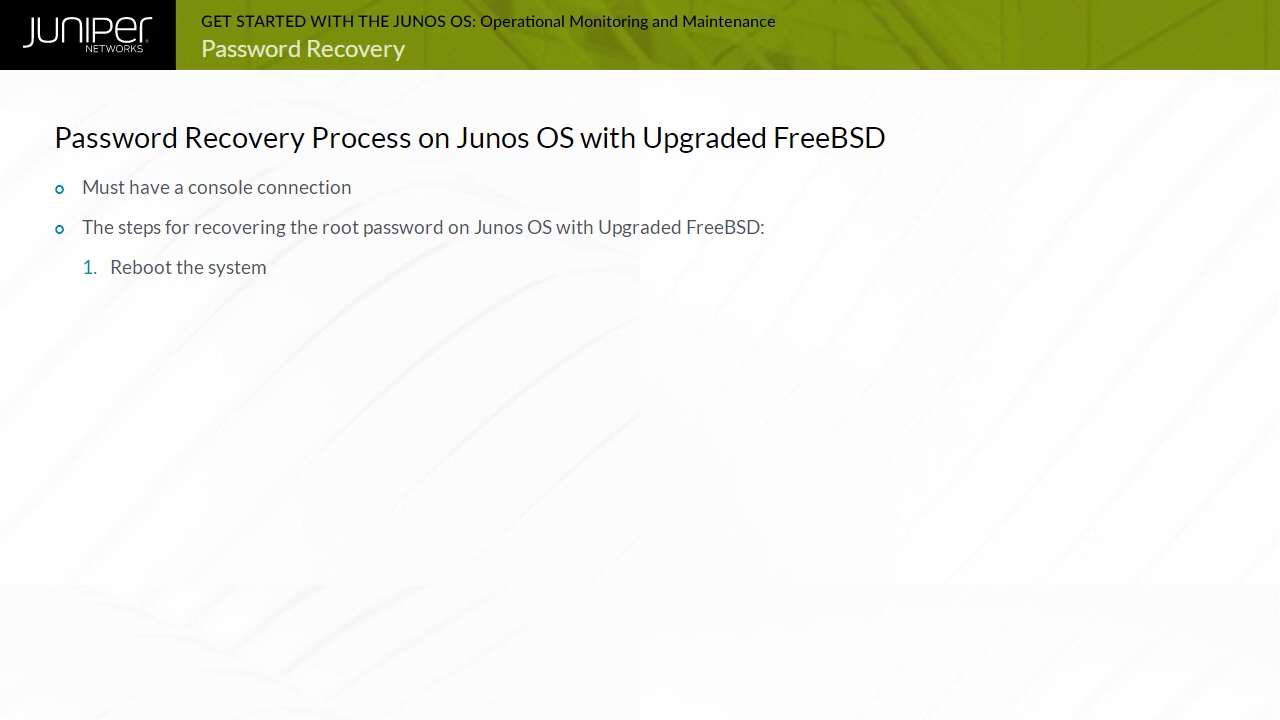 JUNIPER
NETWORKS
GET STARTED WITH THE JUNOS OS: Operational Monitoring and Maintenance
Password Recovery
Password Recovery Process on Junos OS with Upgraded FreeBSD
Must have a console connection
The steps for recovering the root password on Junos OS with Upgraded FreeBSD:
1. Reboot the system